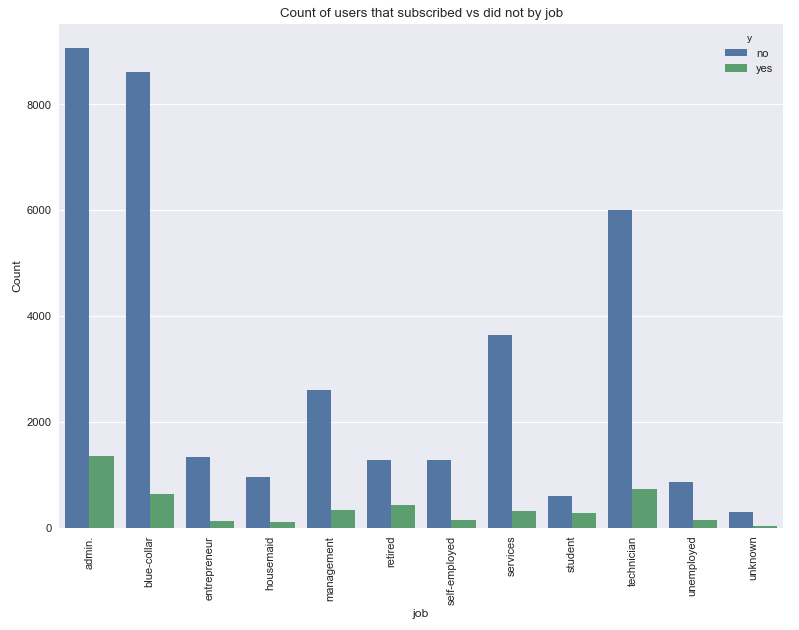 Count of users that subscribed vs did not by job
y
no
yes
8000
6000
4000
2000
0
Count
admin.
blue-collar
entrepreneur
housemaid
management
retired
self-employed
services
student
technician
unemployed
unknown
job